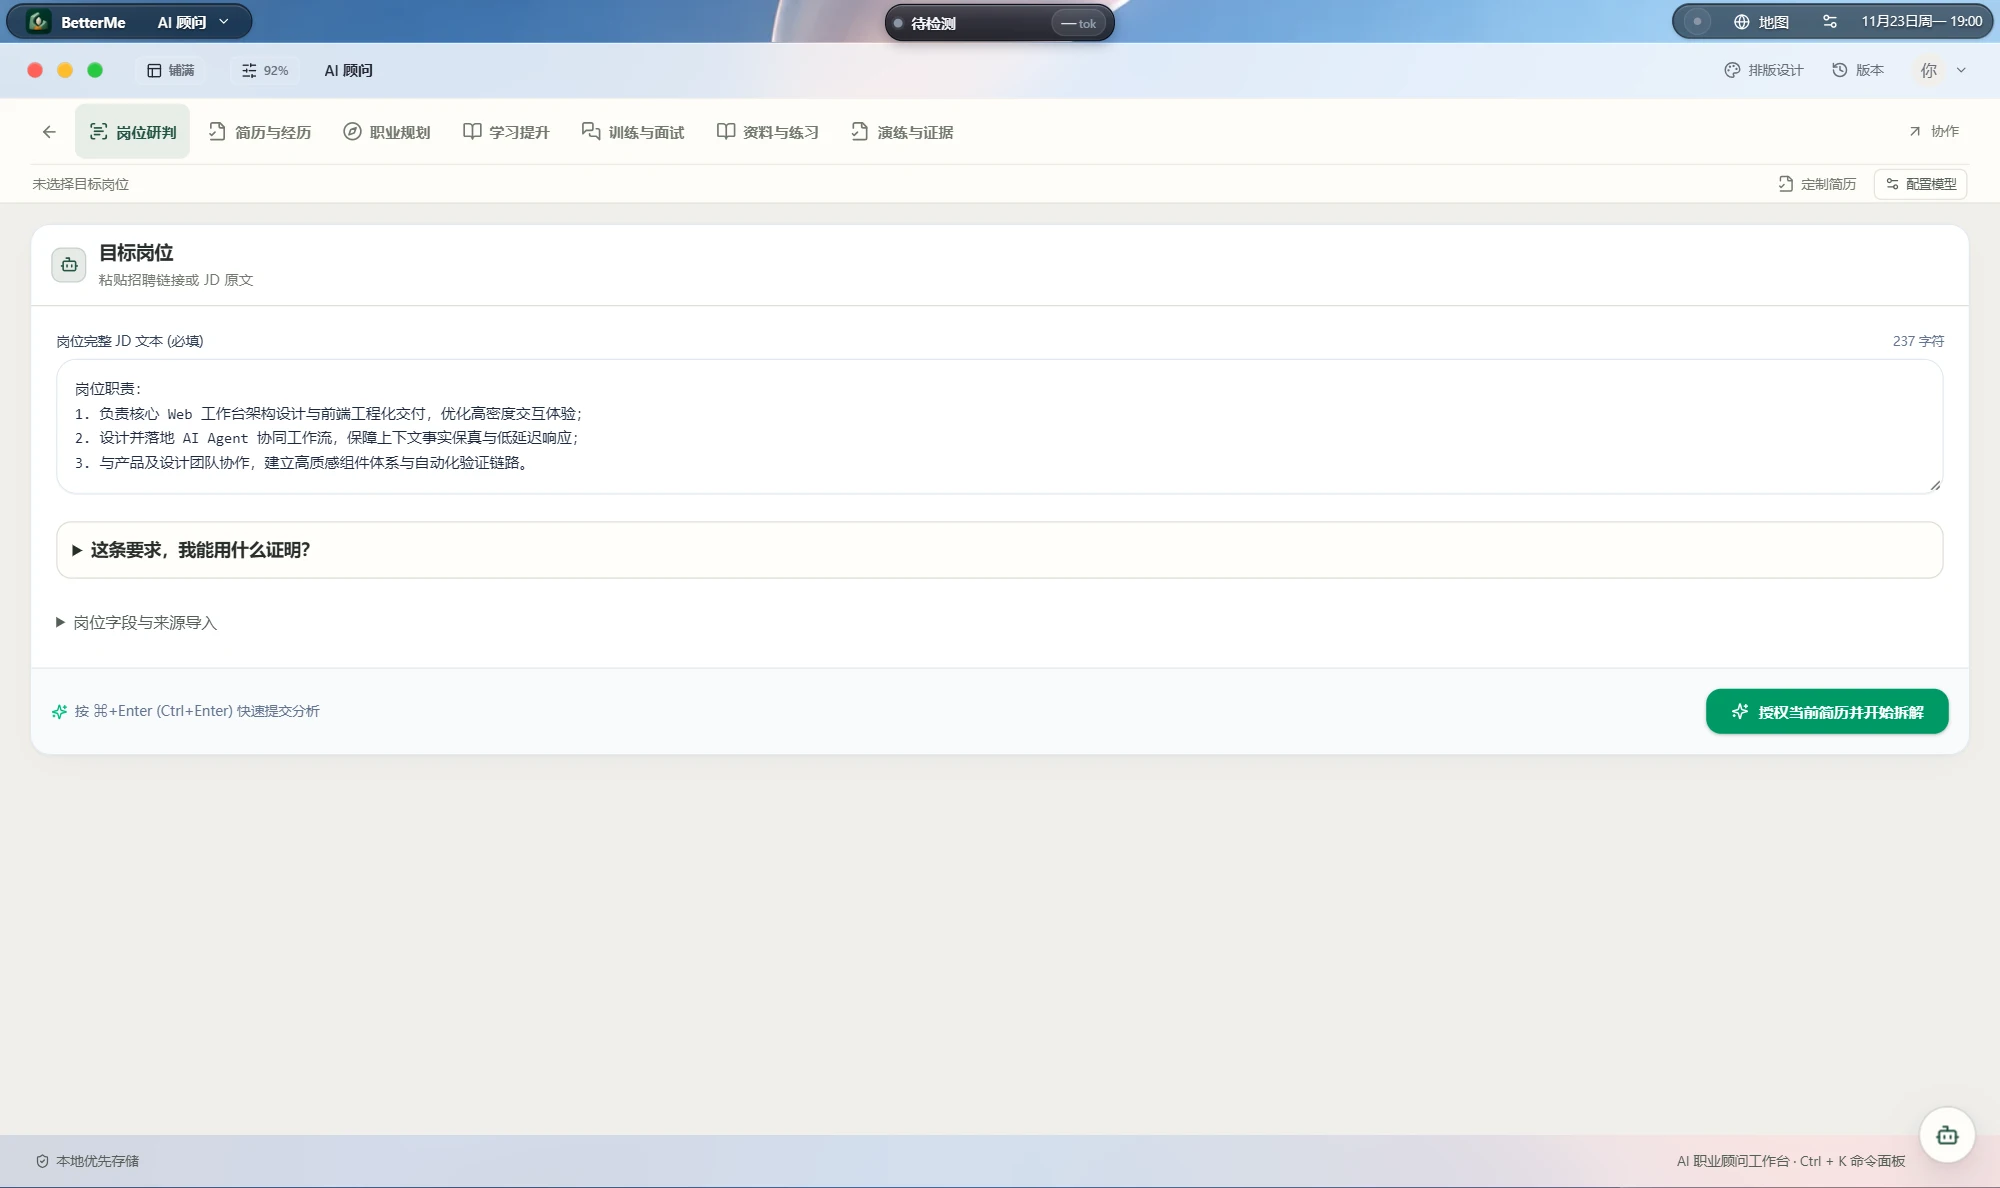 BetterMe AI 顾问
待检测 — tok
地图 11月23日周一 19:00
铺满 92% AI 顾问
排版设计 版本 你
岗位研判 简历与经历 职业规划 学习提升 训练与面试 资料与练习 演练与证据 协作
未选择目标岗位 定制简历 配置模型
目标岗位
粘贴招聘链接或 JD 原文
岗位完整 JD 文本 (必填) 237 字符
岗位职责：
1. 负责核心 Web 工作台架构设计与前端工程化交付，优化高密度交互体验；
2. 设计并落地 AI Agent 协同工作流，保障上下文事实保真与低延迟响应；
3. 与产品及设计团队协作，建立高质感组件体系与自动化验证链路。
▶ 这条要求，我能用什么证明？
▶ 岗位字段与来源导入
按 ⌘+Enter (Ctrl+Enter) 快速提交分析 授权当前简历并开始拆解
本地优先存储 AI 职业顾问工作台 · Ctrl + K 命令面板